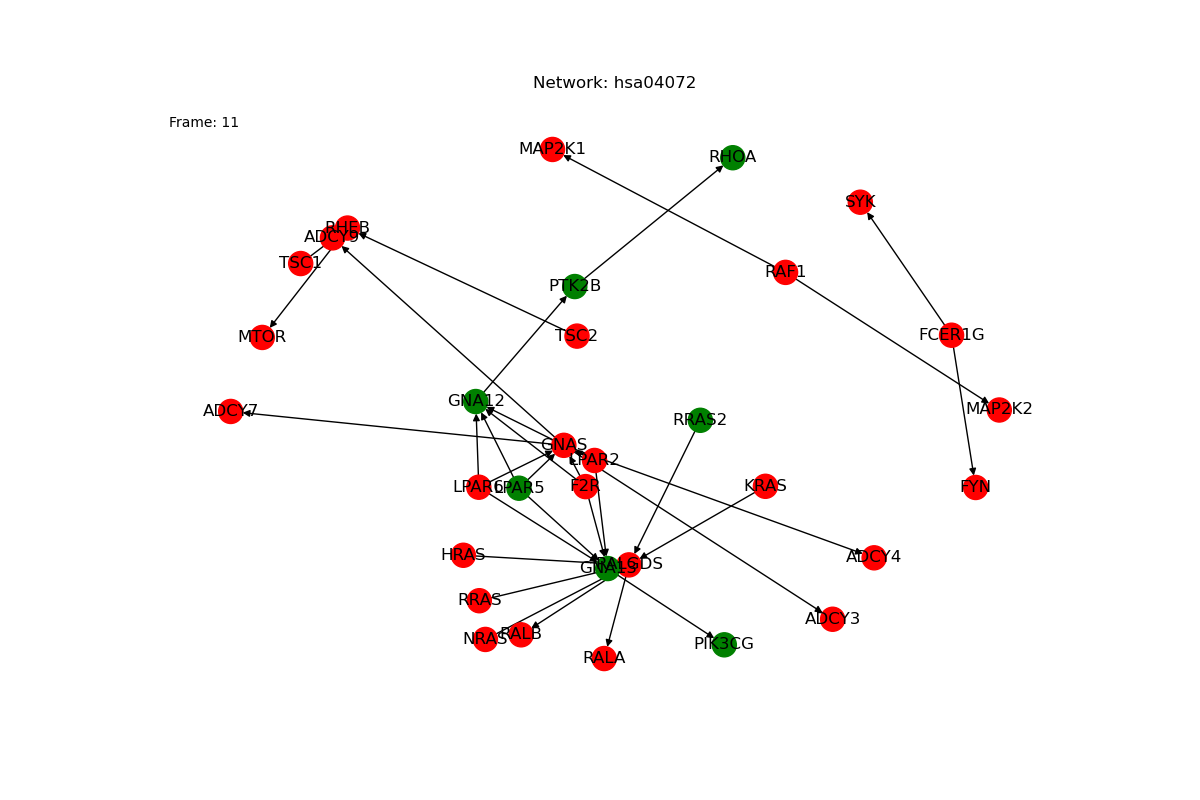 Network: hsa04072
Frame: 11
MAP2K1
RHOA
SYK
RHEB
ADCY9
TSC1
RAF1
PTK2B
MTOR
TSC2
FCER1G
GNA12
ADCY7
MAP2K2
RRAS2
GNAS
LPAR2
LPAR6
LPAR5
F2R
KRAS
FYN
HRAS
ADCY4
RALGDS
GNA13
RRAS
ADCY3
NRAS
RALB
PIK3CG
RALA